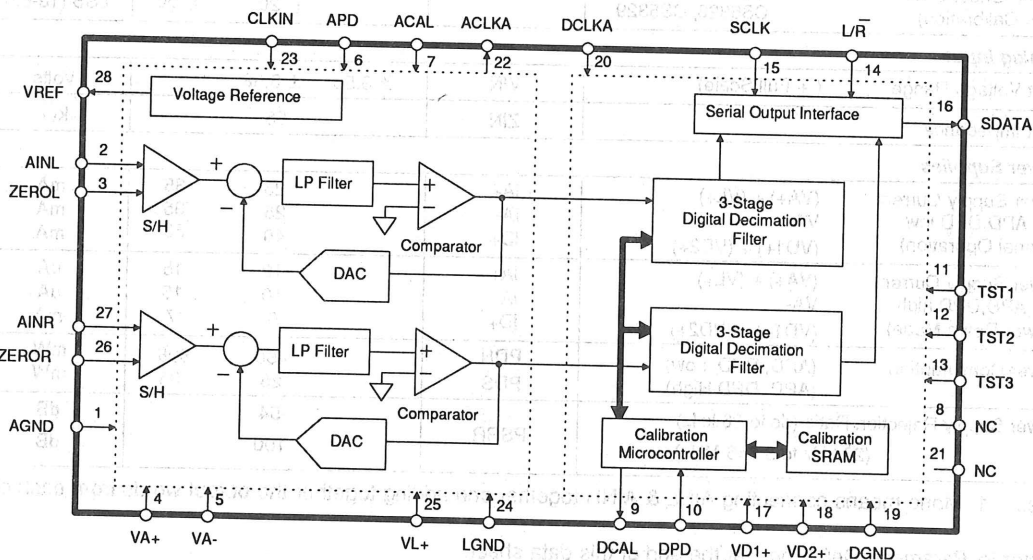 CLKIN APD ACAL ACLKA DCLKA SCLK L/R̅
23 6 7 22 20 15 14
28
VREF
Voltage Reference
Serial Output Interface
16
SDATA
2
AINL
3
ZEROL
S/H
+
−
LP Filter
+
−
Comparator
DAC
3-Stage
Digital Decimation
Filter
27
AINR
26
ZEROR
S/H
+
−
LP Filter
+
−
Comparator
DAC
3-Stage
Digital Decimation
Filter
11
TST1
12
TST2
13
TST3
8
NC
21
NC
1
AGND
Calibration
Microcontroller
Calibration
SRAM
4 5 25 24 9 10 17 18 19
VA+ VA- VL+ LGND DCAL DPD VD1+ VD2+ DGND